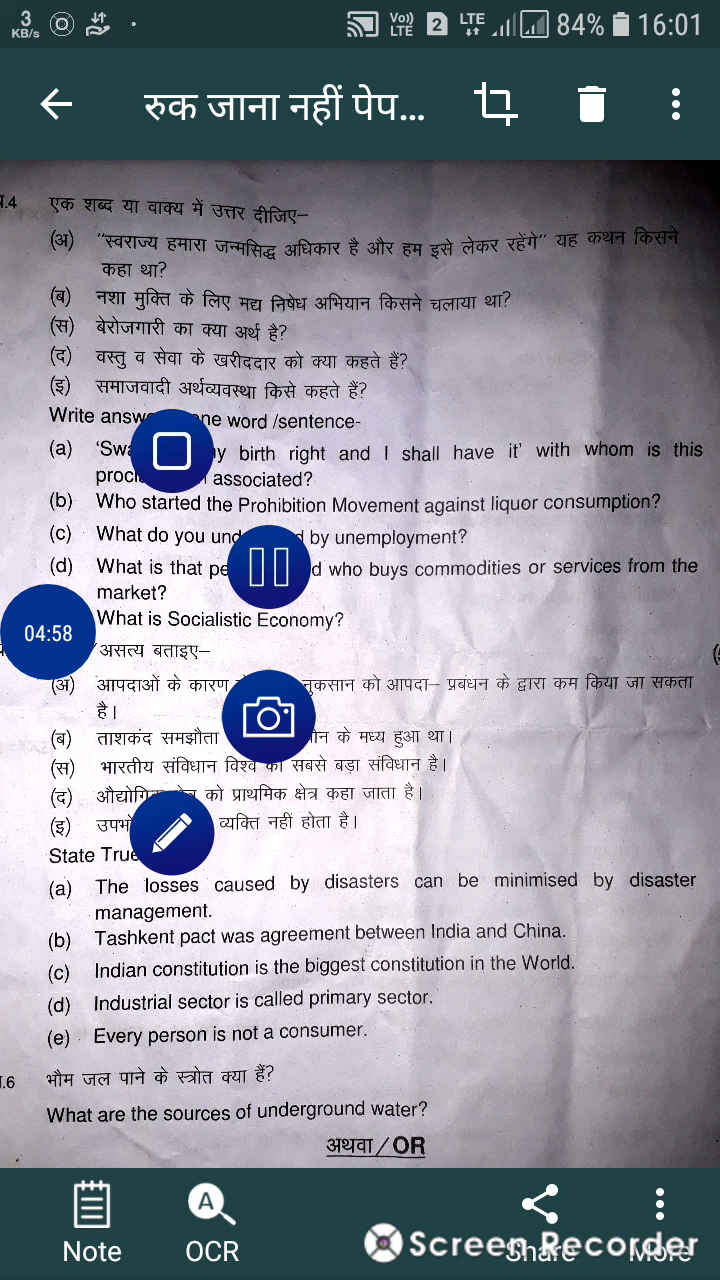 3 KB/s Vo)) LTE 2 LTE 84% 16:01
रुक जाना नहीं पेप...
.4 एक शब्द या वाक्य में उत्तर दीजिए–
(अ) "स्वराज्य हमारा जन्मसिद्ध अधिकार है और हम इसे लेकर रहेंगे" यह कथन किसने
कहा था?
(ब) नशा मुक्ति के लिए मद्य निषेध अभियान किसने चलाया था?
(स) बेरोजगारी का क्या अर्थ है?
(द) वस्तु व सेवा के खरीददार को क्या कहते हैं?
(इ) समाजवादी अर्थव्यवस्था किसे कहते हैं?
Write answ ne word /sentence-
(a) 'Swa y birth right and I shall have it' with whom is this
procl associated?
(b) Who started the Prohibition Movement against liquor consumption?
(c) What do you und by unemployment?
(d) What is that pe d who buys commodities or services from the
market?
04:58 What is Socialistic Economy?
/असत्य बताइए–
(अ) आपदाओं के कारण नुकसान को आपदा– प्रबंधन के द्वारा कम किया जा सकता
है।
(ब) ताशकंद समझौता के मध्य हुआ था।
(स) भारतीय संविधान विश्व का सबसे बड़ा संविधान है।
(द) औद्योगि को प्राथमिक क्षेत्र कहा जाता है।
(इ) उपभो व्यक्ति नहीं होता है।
State True
(a) The losses caused by disasters can be minimised by disaster
management.
(b) Tashkent pact was agreement between India and China.
(c) Indian constitution is the biggest constitution in the World.
(d) Industrial sector is called primary sector.
(e) Every person is not a consumer.
.6 भौम जल पाने के स्त्रोत क्या हैं?
What are the sources of underground water?
अथवा/OR
Note OCR Share More
Screen Recorder